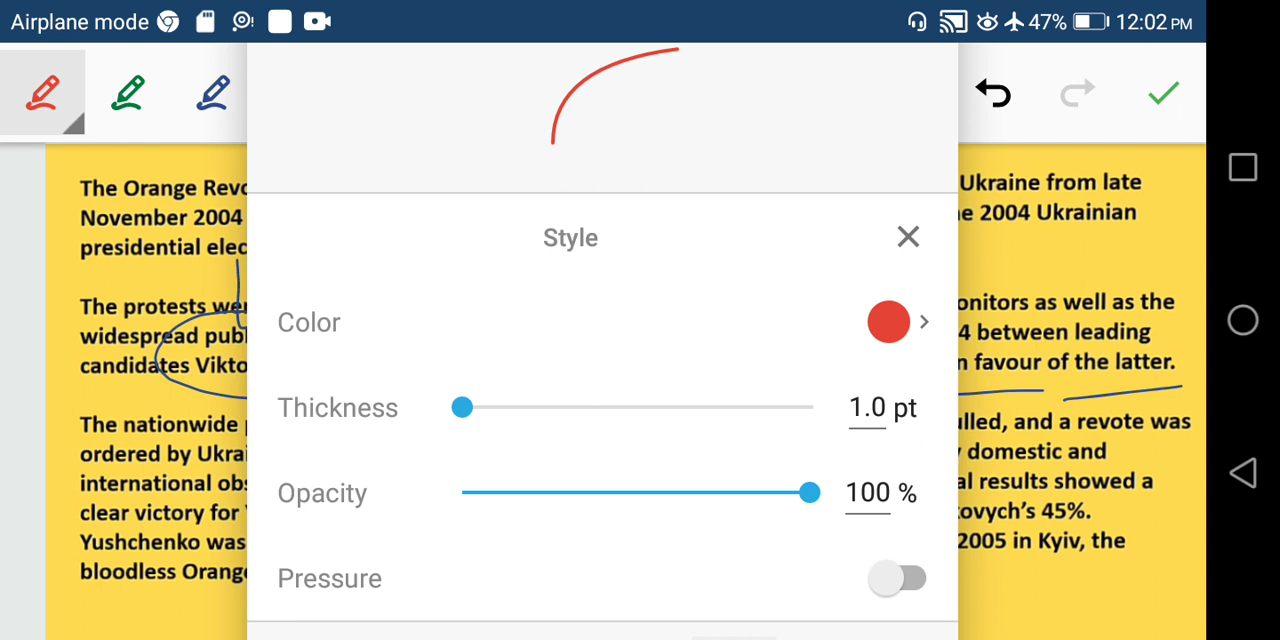 Airplane mode 47% 12:02 PM
Style
Color
Thickness 1.0 pt
Opacity 100 %
Pressure
The Orange Revo
November 2004
presidential elec
The protests wer
widespread publ
candidates Vikto
The nationwide
ordered by Ukrai
international obs
clear victory for
Yushchenko was
bloodless Orange
Ukraine from late
e 2004 Ukrainian
onitors as well as the
4 between leading
n favour of the latter.
ulled, and a revote was
domestic and
al results showed a
kovych's 45%.
2005 in Kyiv, the